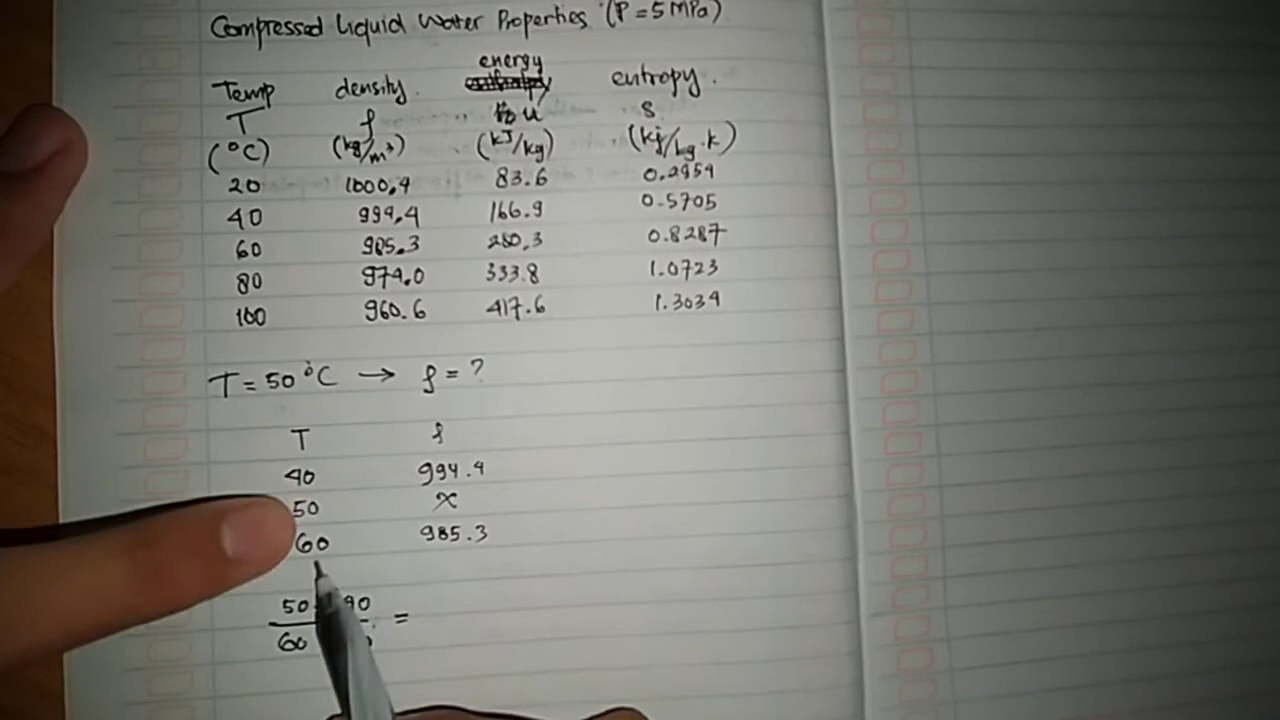 Compressed Liquid Water Properties (P = 5 MPa)
Temp density energy entropy.
T ρ u s
(°C) (kg/m³) (kJ/kg) (kJ/kg.K)
20 1000,4 83.6 0.2954
40 994,4 166.9 0.5705
60 985.3 250,3 0.8287
80 974.0 333.8 1.0723
100 960.6 417.6 1.3034
T = 50°C → ρ = ?
T ρ
40 994.4
50 x
60 985.3
50 40
60 =